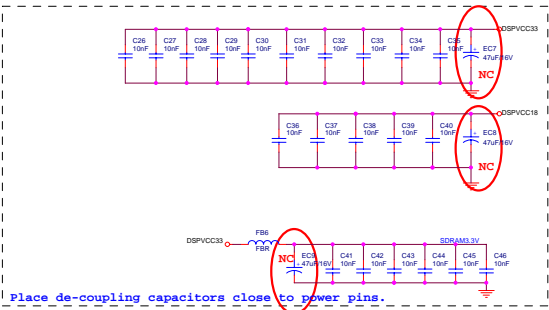 DSPVCC33
C26 C27 C28 C29 C30 C31 C32 C33 C34 C35 EC7
10nF 10nF 10nF 10nF 10nF 10nF 10nF 10nF 10nF 10nF 47uF/16V
NC
DSPVCC18
C36 C37 C38 C39 C40 EC8
10nF 10nF 10nF 10nF 10nF 47uF/16V
NC
DSPVCC33 FB6 SDRAM3.3V
FBR
NC EC9 C41 C42 C43 C44 C45 C46
47uF/16V 10nF 10nF 10nF 10nF 10nF 10nF
Place de-coupling capacitors close to power pins.